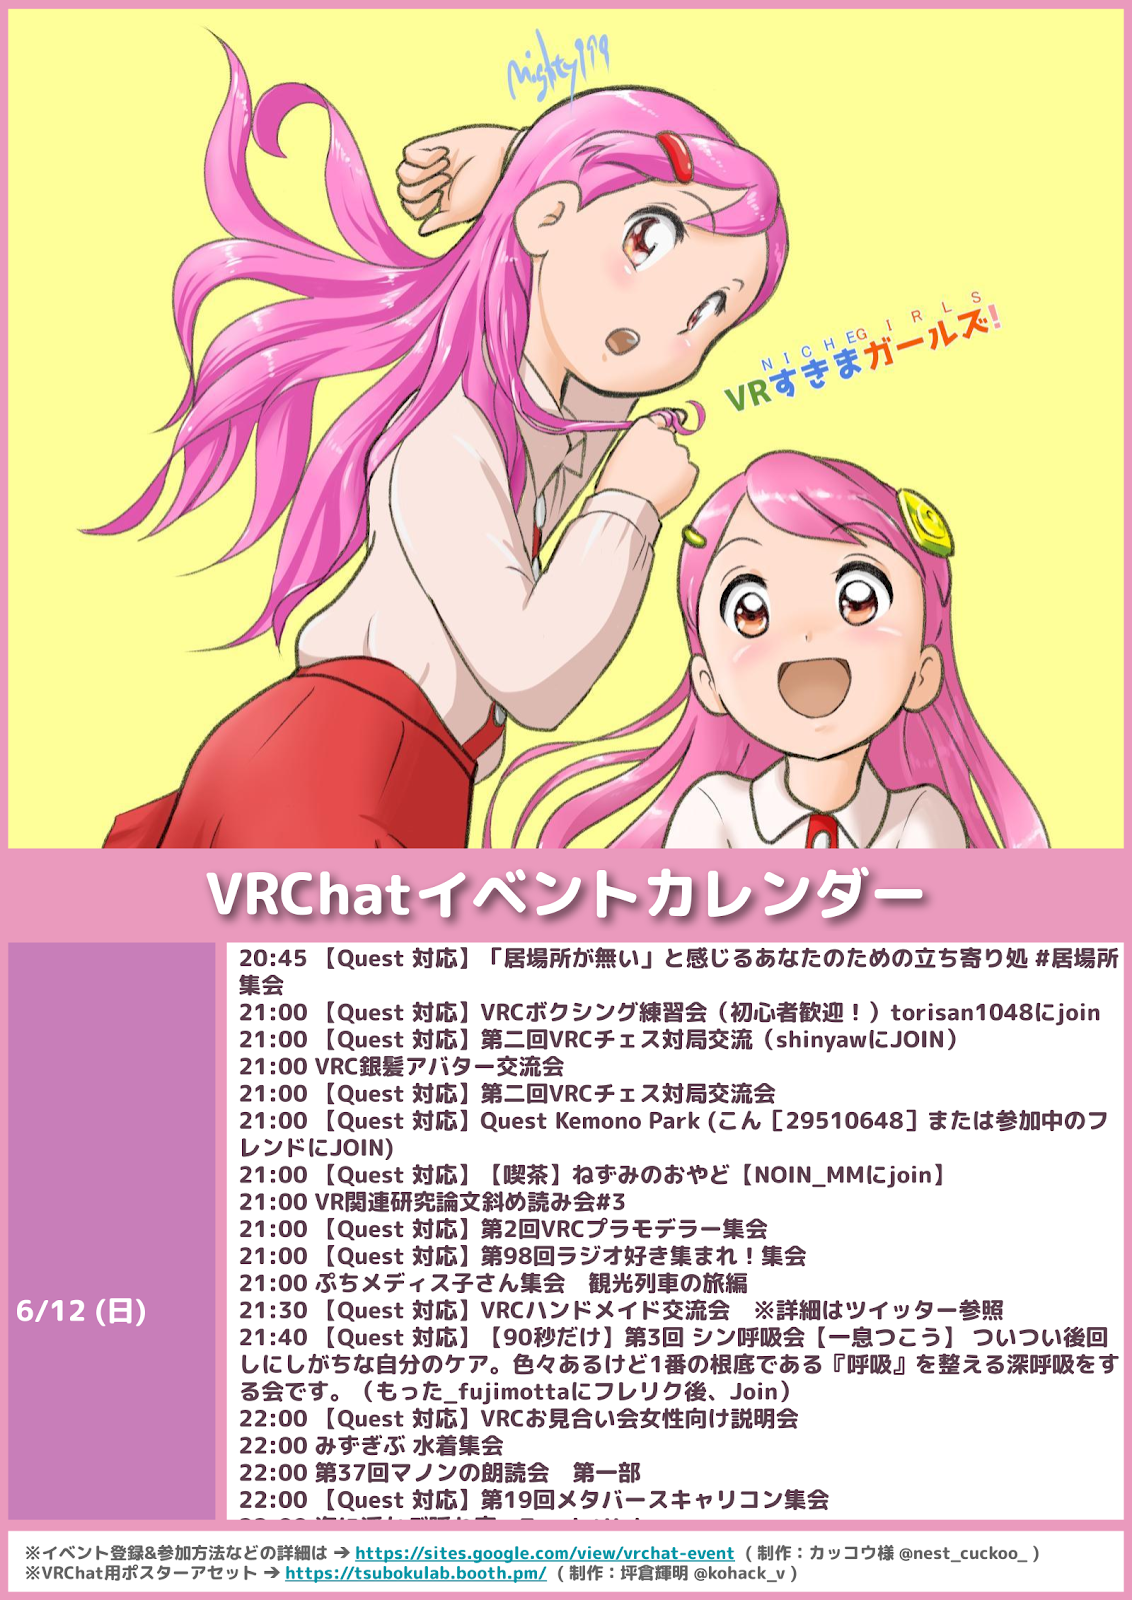 mighty199
NICHE GIRLS
VRすきまガールズ!
VRChatイベントカレンダー
6/12 (日)
20:45 【Quest 対応】「居場所が無い」と感じるあなたのための立ち寄り処 #居場所
集会
21:00 【Quest 対応】VRCボクシング練習会（初心者歓迎！）torisan1048にjoin
21:00 【Quest 対応】第二回VRCチェス対局交流（shinyawにJOIN）
21:00 VRC銀髪アバター交流会
21:00 【Quest 対応】第二回VRCチェス対局交流会
21:00 【Quest 対応】Quest Kemono Park (こん［29510648］または参加中のフ
レンドにJOIN)
21:00 【Quest 対応】【喫茶】ねずみのおやど【NOIN_MMにjoin】
21:00 VR関連研究論文斜め読み会#3
21:00 【Quest 対応】第2回VRCプラモデラー集会
21:00 【Quest 対応】第98回ラジオ好き集まれ！集会
21:00 ぷちメディス子さん集会　観光列車の旅編
21:30 【Quest 対応】VRCハンドメイド交流会　※詳細はツイッター参照
21:40 【Quest 対応】【90秒だけ】第3回 シン呼吸会【一息つこう】 ついつい後回
しにしがちな自分のケア。色々あるけど1番の根底である『呼吸』を整える深呼吸をす
る会です。（もった_fujimottaにフレリク後、Join）
22:00 【Quest 対応】VRCお見合い会女性向け説明会
22:00 みずぎぶ 水着集会
22:00 第37回マノンの朗読会　第一部
22:00 【Quest 対応】第19回メタバースキャリコン集会
※イベント登録&参加方法などの詳細は ➔ https://sites.google.com/view/vrchat-event （ 制作：カッコウ様 @nest_cuckoo_ ）
※VRChat用ポスターアセット ➔ https://tsubokulab.booth.pm/ （ 制作：坪倉輝明 @kohack_v ）